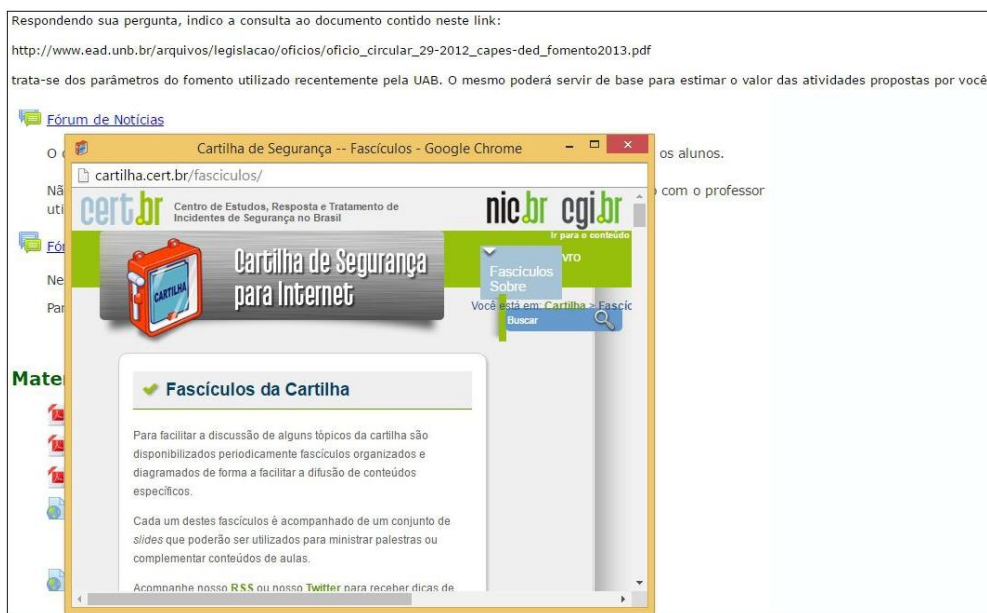 Respondendo sua pergunta, indico a consulta ao documento contido neste link:
http://www.ead.unb.br/arquivos/legislacao/oficios/oficio_circular_29-2012_capes-ded_fomento2013.pdf
trata-se dos parâmetros do fomento utilizado recentemente pela UAB. O mesmo poderá servir de base para estimar o valor das atividades propostas por você
Fórum de Notícias
O
os alunos.
com o professor
uti
Ne
Par
Mate
Cartilha de Segurança -- Fascículos - Google Chrome
cartilha.cert.br/fasciculos/
cert.br
Centro de Estudos, Resposta e Tratamento de
Incidentes de Segurança no Brasil
nic.br cgi.br
Ir para o conteúdo
Cartilha de Segurança
para Internet
CARTILHA
VRO
Fascículos
Sobre
Você está em: Cartilha > Fascíc
Buscar
Fascículos da Cartilha
Para facilitar a discussão de alguns tópicos da cartilha são
disponibilizados periodicamente fascículos organizados e
diagramados de forma a facilitar a difusão de conteúdos
específicos.
Cada um destes fascículos é acompanhado de um conjunto de
slides que poderão ser utilizados para ministrar palestras ou
complementar conteúdos de aulas.
Acompanhe nosso RSS ou nosso Twitter para receber dicas de